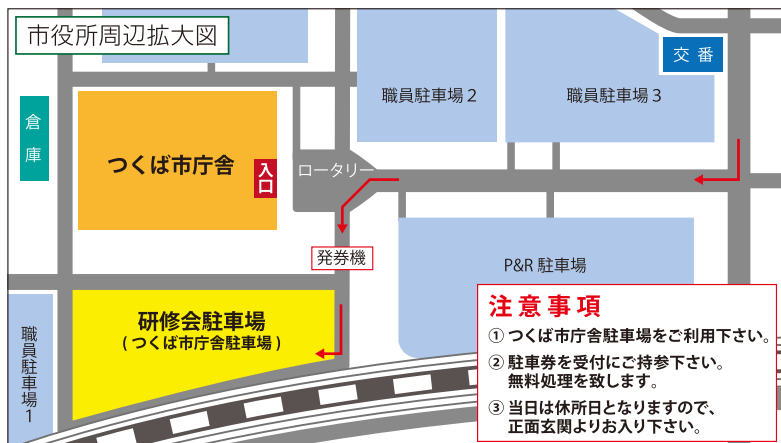 市役所周辺拡大図
交番
倉庫
職員駐車場2
職員駐車場3
つくば市庁舎
入口
ロータリー
発券機
P&R 駐車場
研修会駐車場
(つくば市庁舎駐車場)
職員駐車場1
注意事項
① つくば市庁舎駐車場をご利用下さい。
② 駐車券を受付にご持参下さい。
無料処理を致します。
③ 当日は休所日となりますので、
正面玄関よりお入り下さい。